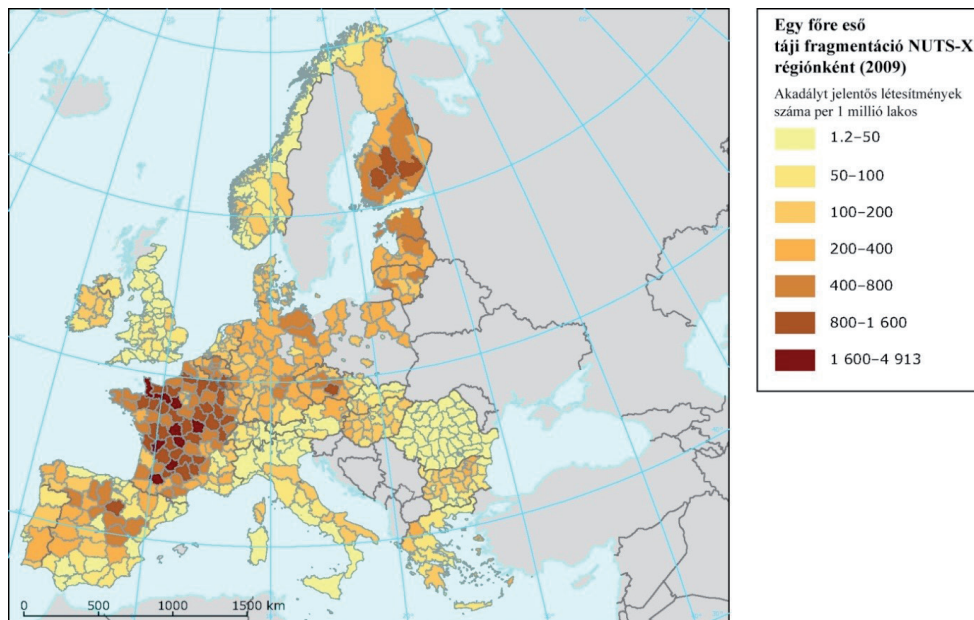 Egy főre eső
táji fragmentáció NUTS-X
régiónként (2009)
Akadályt jelentős létesítmények
száma per 1 millió lakos
1.2–50
50–100
100–200
200–400
400–800
800–1 600
1 600–4 913
0 500 1000 1500 km